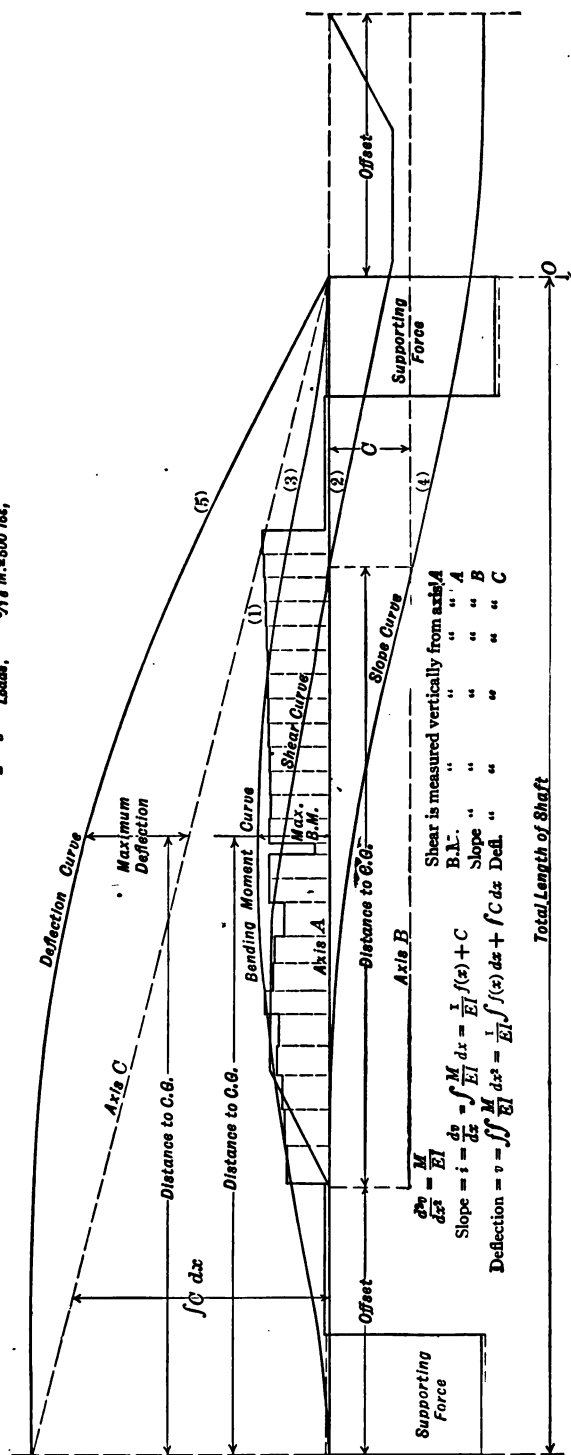 Loads,
Deflection Curve
(5)
Maximum Deflection
Axis C
(1)
(3)
Bending Moment Curve
Shear Curve
Max. B.M.
(2)
Axis A
Distance to C.G.
Distance to C.G.
Distance to C.G.
∫C dx
Offset
Offset
Supporting Force
Supporting Force
C
(4)
Slope Curve
Axis B
O
d²v/dx² = M/EI
Slope = i = dv/dx = ∫ M/EI dx = 1/EI f(x) + C
Deflection = v = ∫∫ M/EI dx² = 1/EI ∫ f(x) dx + ∫C dx
Shear is measured vertically from axis A
B.M. " " " " A
Slope " " " " B
Defl. " " " " C
Total Length of Shaft